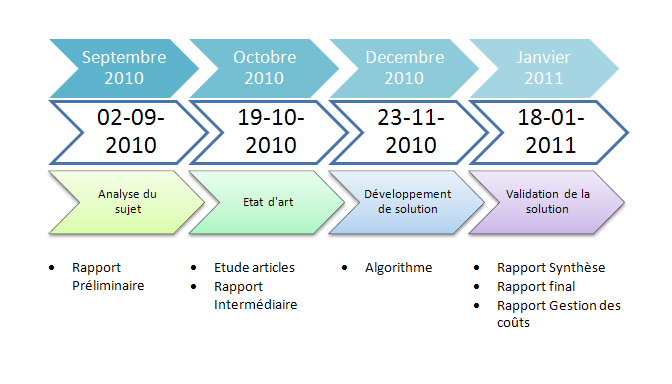 Septembre
2010
Octobre
2010
Decembre
2010
Janvier
2011
02-09-
2010
19-10-
2010
23-11-
2010
18-01-
2011
Analyse du
sujet
Etat d'art
Développement
de solution
Validation de la
solution
• Rapport
Préliminaire
• Etude articles
• Rapport
Intermédiaire
• Algorithme
• Rapport Synthèse
• Rapport final
• Rapport Gestion des
coûts